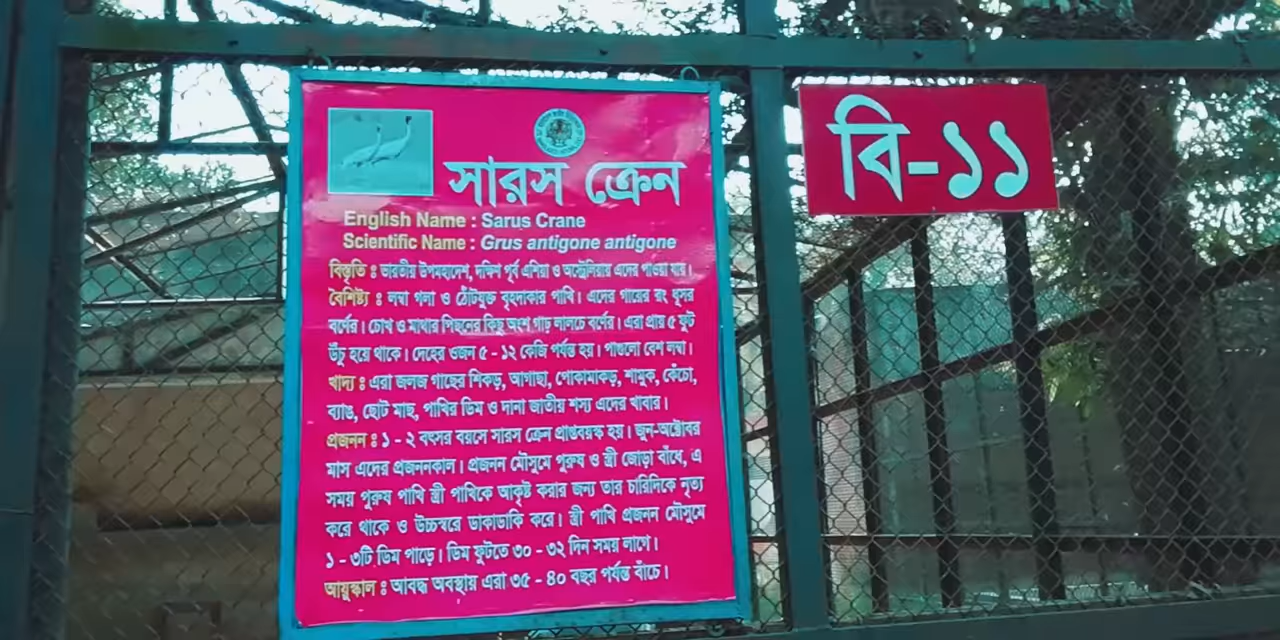 সারস ক্রেন
English Name : Sarus Crane
Scientific Name : Grus antigone antigone
বিস্তৃতি : ভারতীয় উপমহাদেশ, দক্ষিণ পূর্ব এশিয়া ও অস্ট্রেলিয়ায় এদের পাওয়া যায়।
বৈশিষ্ট্য : লম্বা গলা ও ঠোঁটযুক্ত বৃহদাকার পাখি। এদের গায়ের রং ধূসর
বর্ণের। চোখ ও মাথার পিছনের কিছু অংশ গাড় লালচে বর্ণের। এরা প্রায় ৫ ফুট
উঁচু হয়ে থাকে। দেহের ওজন ৫ - ১২ কেজি পর্যন্ত হয়। পাগুলো বেশ লম্বা।
খাদ্য : এরা জলজ গাছের শিকড়, আগাছা, পোকামাকড়, শামুক, কেঁচো,
ব্যাঙ, ছোট মাছ, পাখির ডিম ও দানা জাতীয় শস্য এদের খাবার।
প্রজনন : ১ - ২ বৎসর বয়সে সারস ক্রেন প্রাপ্তবয়স্ক হয়। জুন-অক্টোবর
মাস এদের প্রজননকাল। প্রজনন মৌসুমে পুরুষ ও স্ত্রী জোড়া বাঁধে, এ
সময় পুরুষ পাখি স্ত্রী পাখিকে আকৃষ্ট করার জন্য তার চারিদিকে নৃত্য
করে থাকে ও উচ্চস্বরে ডাকাডাকি করে। স্ত্রী পাখি প্রজনন মৌসুমে
১ - ৩টি ডিম পাড়ে। ডিম ফুটতে ৩০ - ৩২ দিন সময় লাগে।
আয়ুস্কাল : আবদ্ধ অবস্থায় এরা ৩৫ - ৪০ বছর পর্যন্ত বাঁচে।
বি-১১